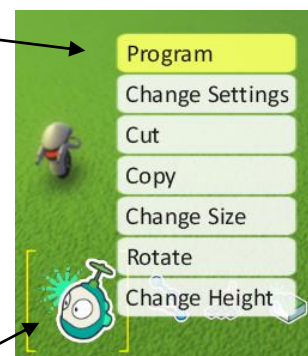 Program
Change Settings
Cut
Copy
Change Size
Rotate
Change Height